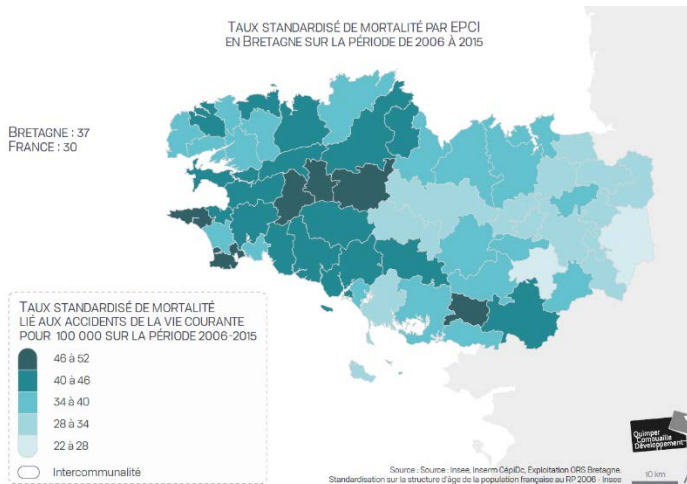 TAUX STANDARDISÉ DE MORTALITÉ PAR EPCI
EN BRETAGNE SUR LA PÉRIODE DE 2006 À 2015
BRETAGNE : 37
FRANCE : 30
TAUX STANDARDISÉ DE MORTALITÉ
LIÉ AUX ACCIDENTS DE LA VIE COURANTE
POUR 100 000 SUR LA PÉRIODE 2006-2015
46 à 52
40 à 46
34 à 40
28 à 34
22 à 28
Intercommunalité
Quimper
Cornouaille
Développement
Source : Source : Insee, Inserm CépiDc, Exploitation ORS Bretagne.
Standardisation sur la structure d'âge de la population française au RP 2006 - Insee
10 km